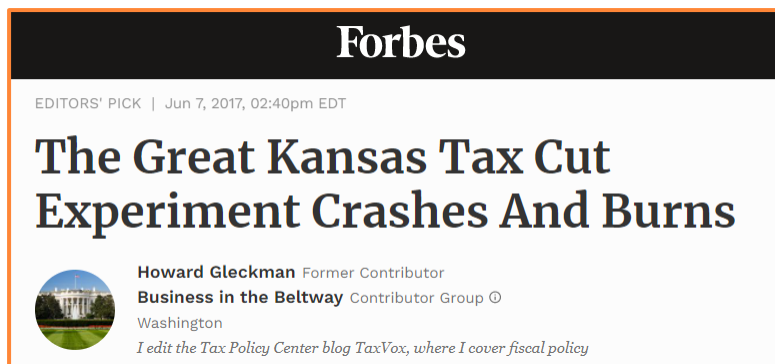 Forbes
EDITORS' PICK | Jun 7, 2017, 02:40pm EDT
The Great Kansas Tax Cut
Experiment Crashes And Burns
Howard Gleckman Former Contributor
Business in the Beltway Contributor Group ⓘ
Washington
I edit the Tax Policy Center blog TaxVox, where I cover fiscal policy